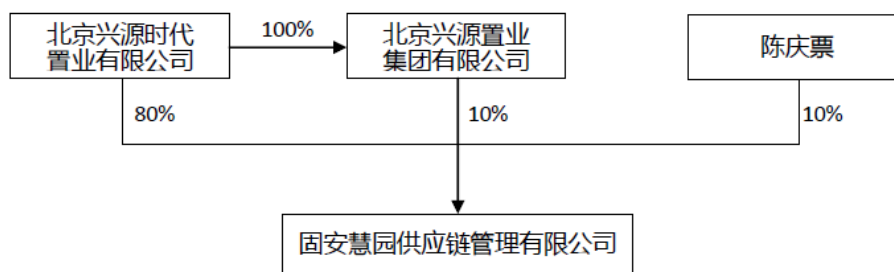 北京兴源时代
置业有限公司
100%
北京兴源置业
集团有限公司
陈庆票
80%
10%
10%
固安慧园供应链管理有限公司